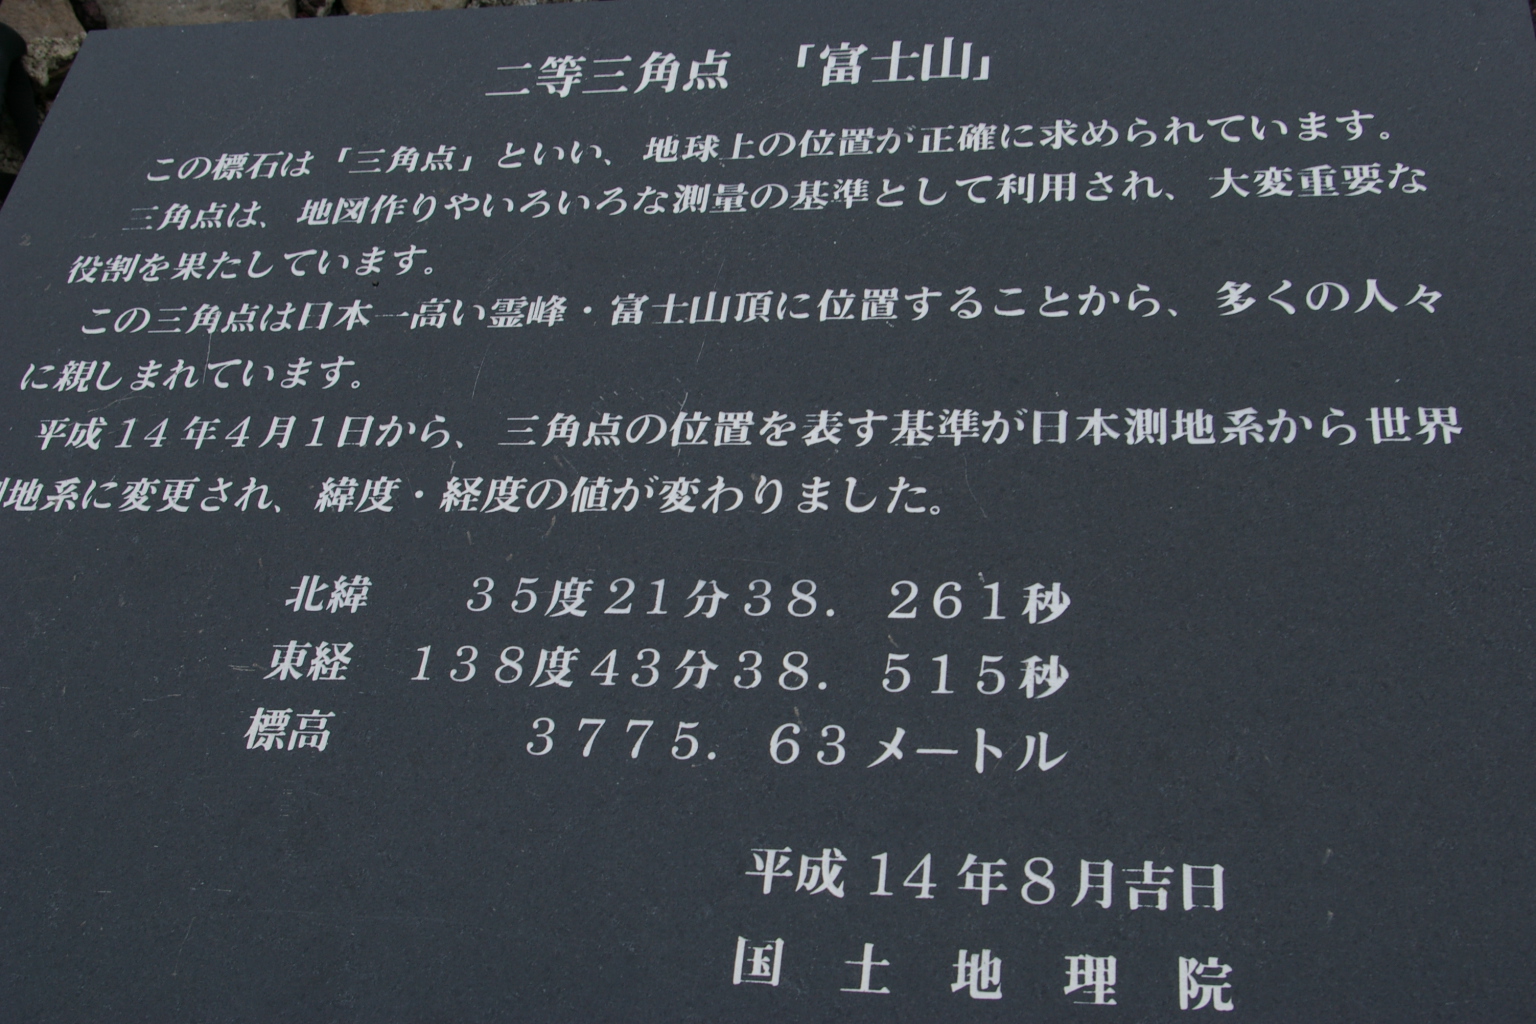 二等三角点　「富士山」
この標石は「三角点」といい、地球上の位置が正確に求められています。
三角点は、地図作りやいろいろな測量の基準として利用され、大変重要な
役割を果たしています。
この三角点は日本一高い霊峰・富士山頂に位置することから、多くの人々
に親しまれています。
平成１４年４月１日から、三角点の位置を表す基準が日本測地系から世界
測地系に変更され、緯度・経度の値が変わりました。
北緯　　３５度２１分３８．２６１秒
東経　１３８度４３分３８．５１５秒
標高　　　　３７７５．６３メートル
平成１４年８月吉日
国土地理院